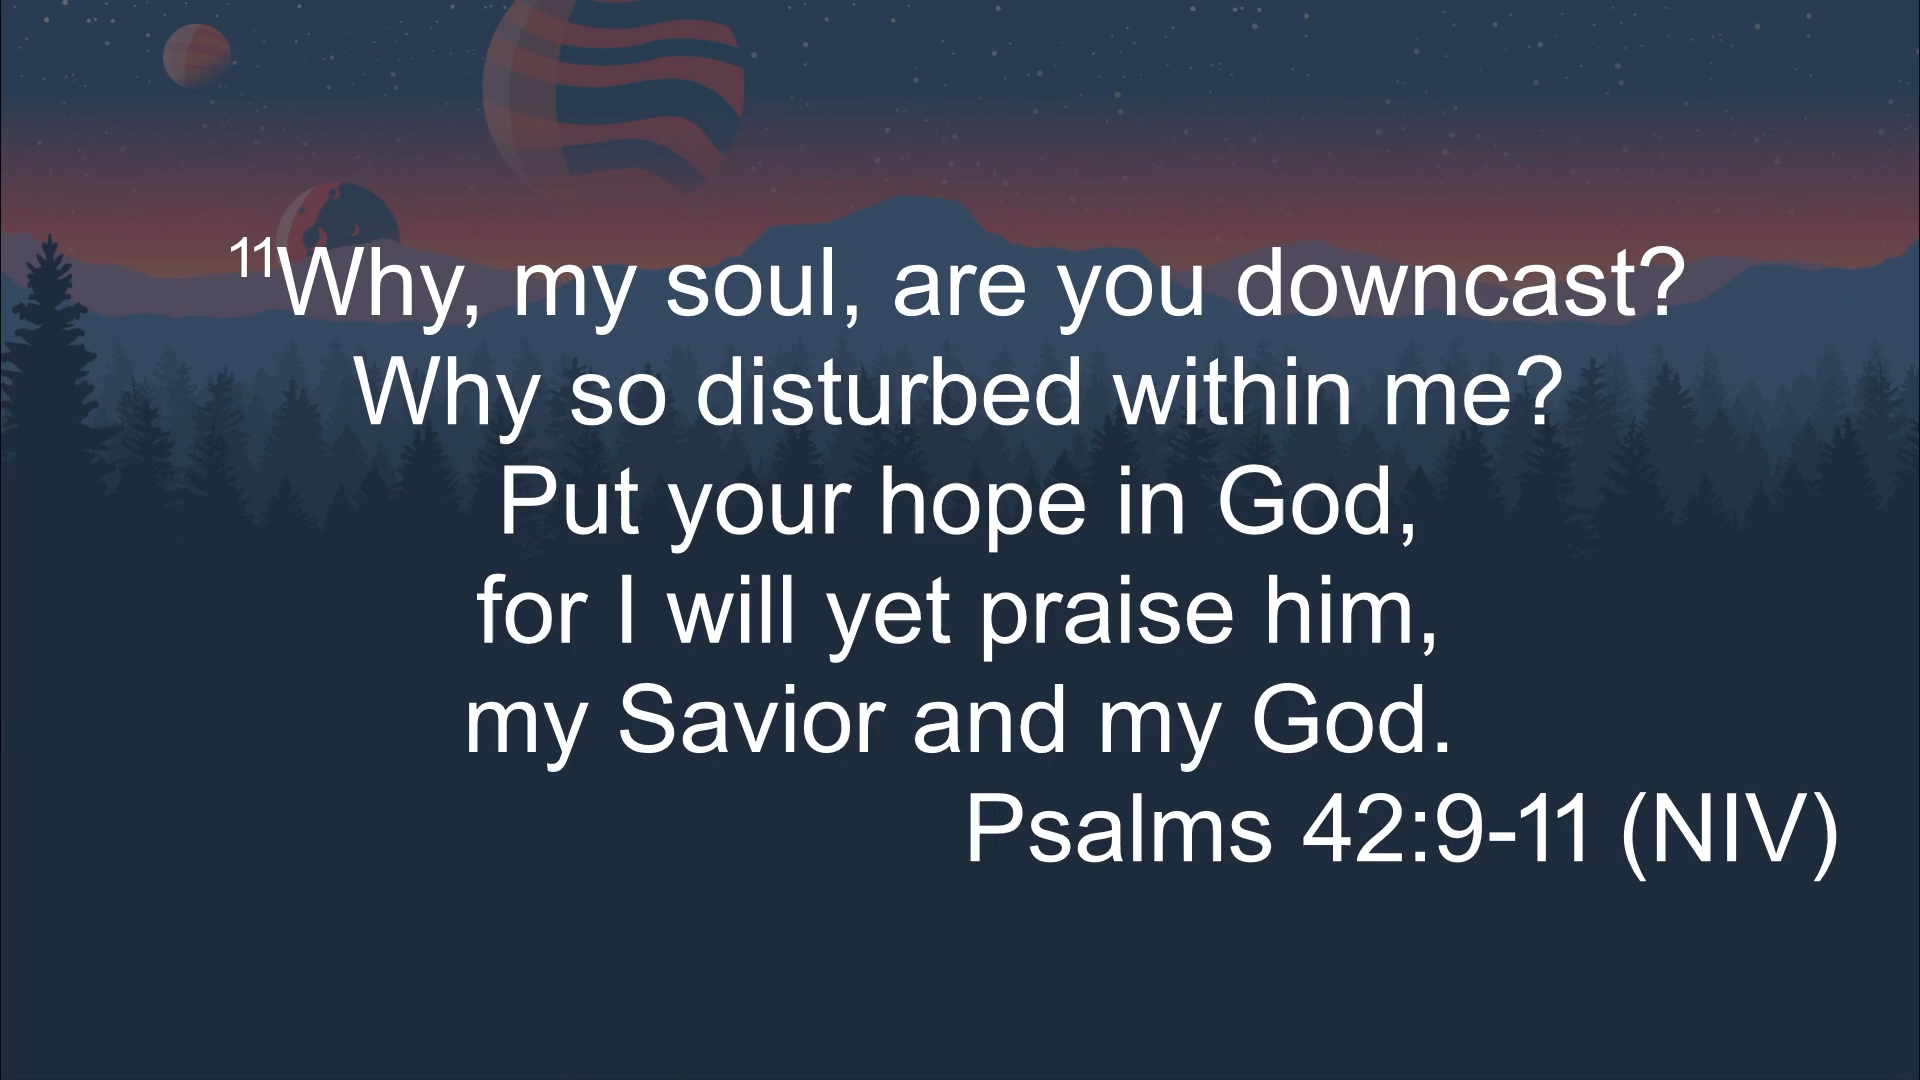 11Why, my soul, are you downcast?
Why so disturbed within me?
Put your hope in God,
for I will yet praise him,
my Savior and my God.
Psalms 42:9-11 (NIV)